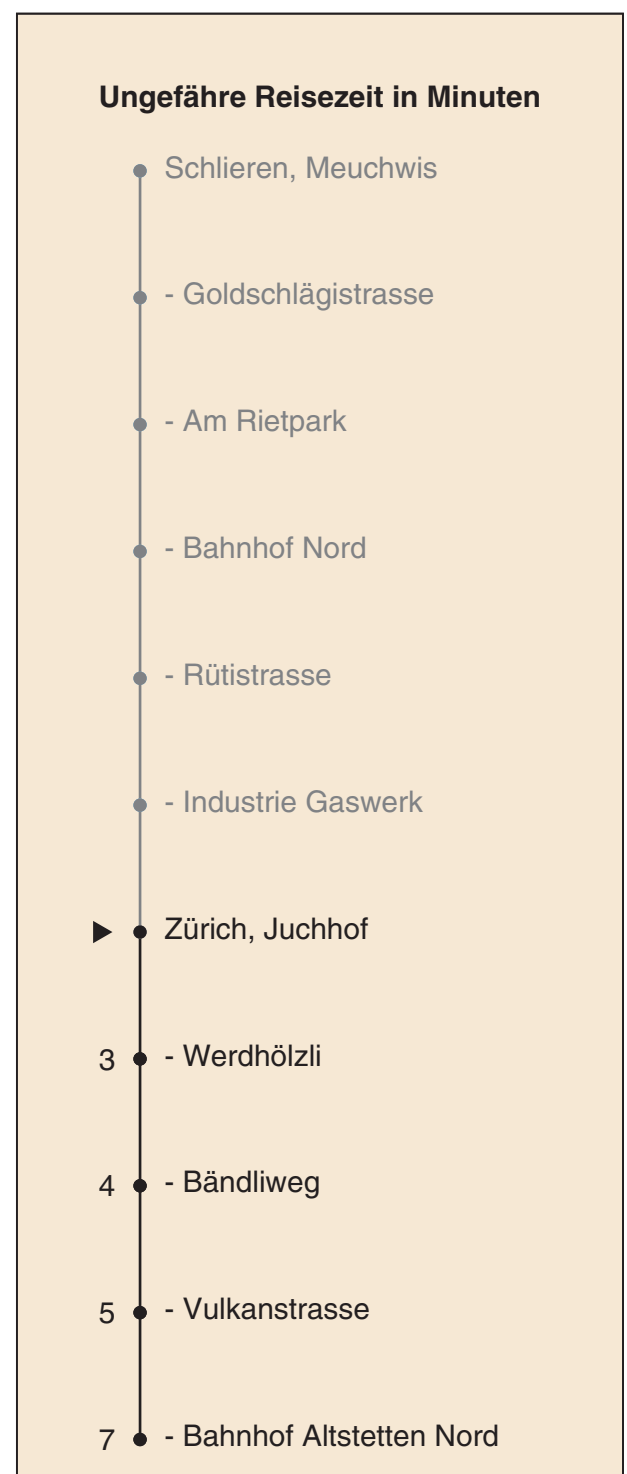 Ungefähre Reisezeit in Minuten
Schlieren, Meuchwis
- Goldschlägistrasse
- Am Rietpark
- Bahnhof Nord
- Rütistrasse
- Industrie Gaswerk
Zürich, Juchhof
3 - Werdhölzli
4 - Bändliweg
5 - Vulkanstrasse
7 - Bahnhof Altstetten Nord